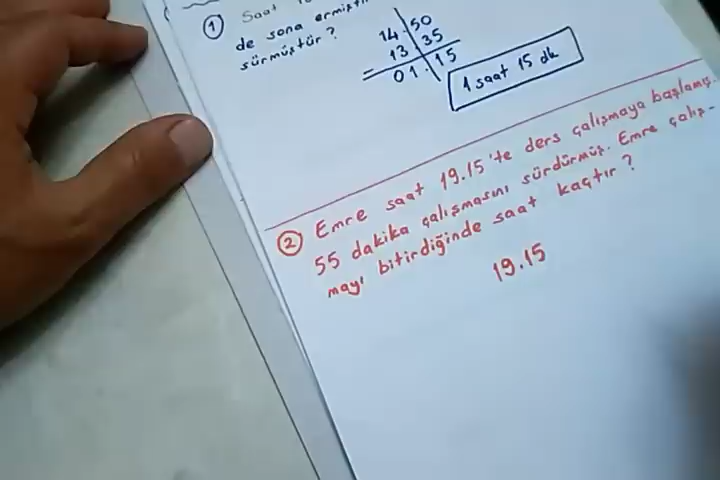 ① Saat
de sona ermişti
sürmüştür?
14.50
13.35
01.15
1 saat 15 dk
② Emre saat 19.15'te ders çalışmaya başlamış.
55 dakika çalışmasını sürdürmüş. Emre çalış-
mayı bitirdiğinde saat kaçtır?
19.15